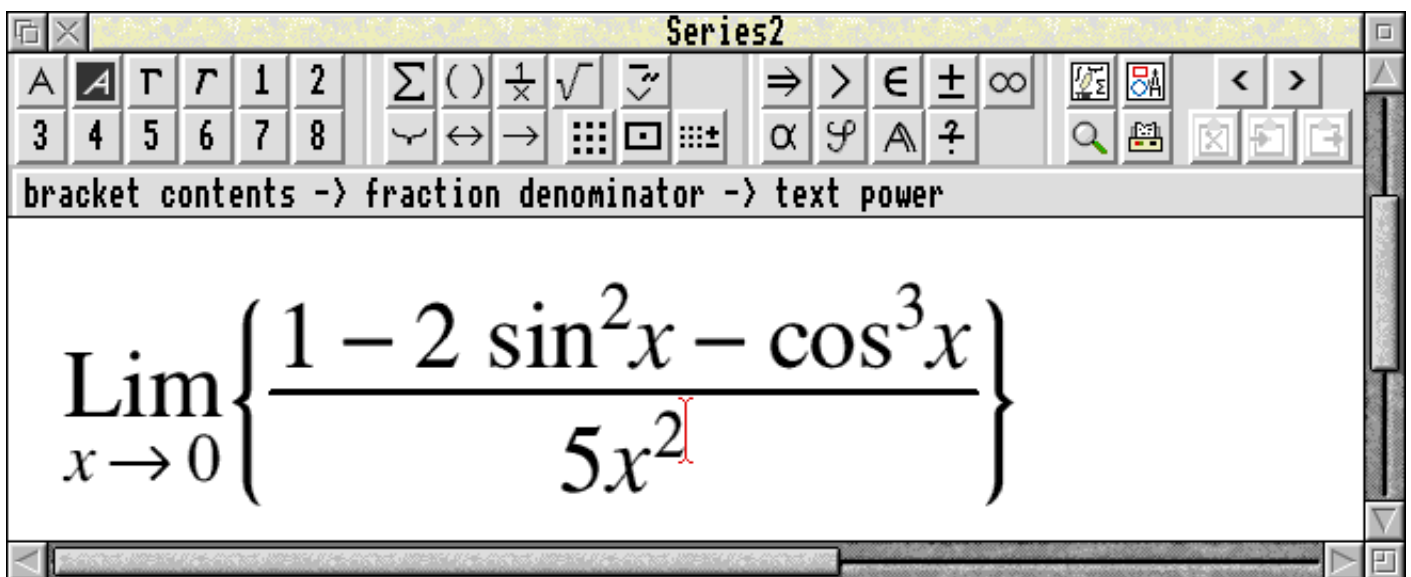 Series2
A A Γ Γ 1 2 Σ ( ) 1/x √ ⇒ > ∈ ± ∞ < >
3 4 5 6 7 8 ↔ → α ℘ A ?
bracket contents -> fraction denominator -> text power
Lim x→0 { (1 − 2 sin²x − cos³x) / (5x²) }